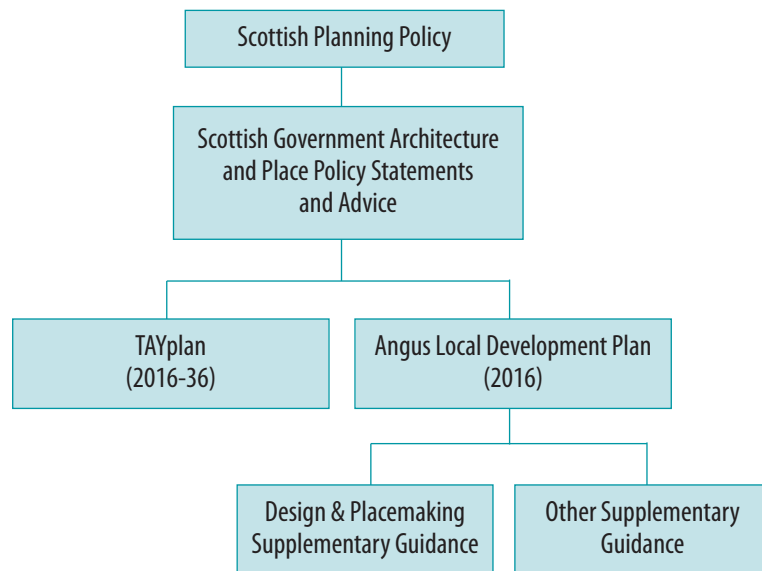 Scottish Planning Policy
Scottish Government Architecture
and Place Policy Statements
and Advice
TAYplan
(2016-36)
Angus Local Development Plan
(2016)
Design & Placemaking
Supplementary Guidance
Other Supplementary
Guidance